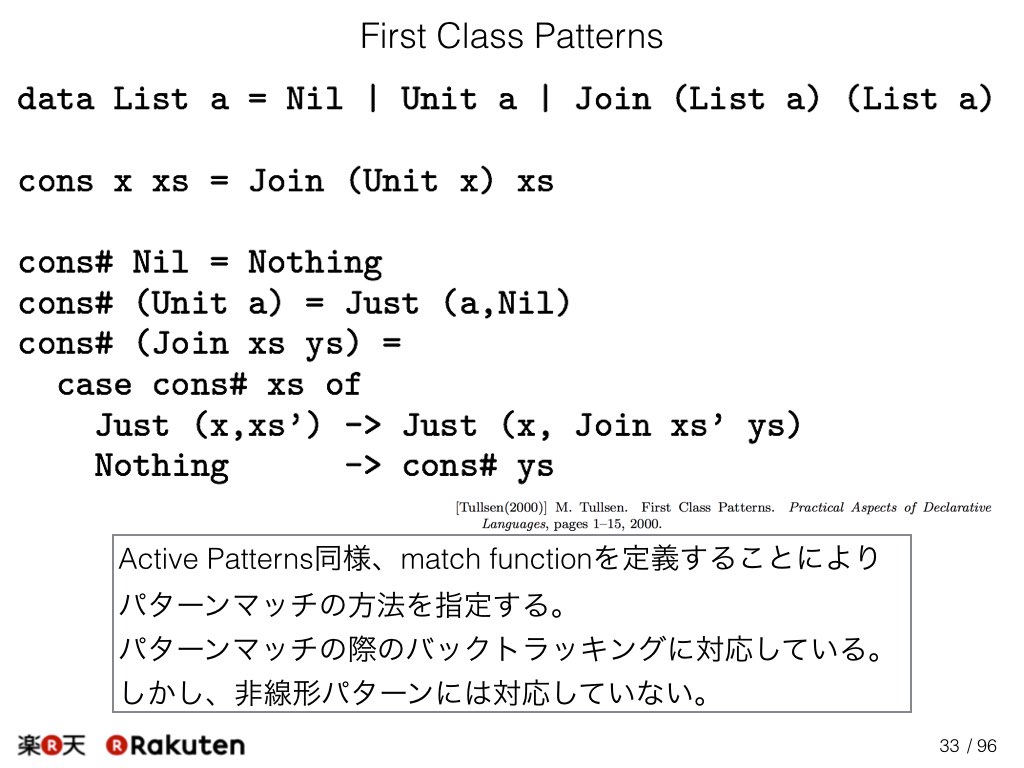 First Class Patterns
data List a = Nil | Unit a | Join (List a) (List a)
cons x xs = Join (Unit x) xs
cons# Nil = Nothing
cons# (Unit a) = Just (a,Nil)
cons# (Join xs ys) =
case cons# xs of
Just (x,xs’) -> Just (x, Join xs’ ys)
Nothing -> cons# ys
[Tullsen(2000)] M. Tullsen. First Class Patterns. Practical Aspects of Declarative
Languages, pages 1–15, 2000.
Active Patterns同様、match functionを定義することにより
パターンマッチの方法を指定する。
パターンマッチの際のバックトラッキングに対応している。
しかし、非線形パターンには対応していない。
楽R天 R Rakuten
33 / 96